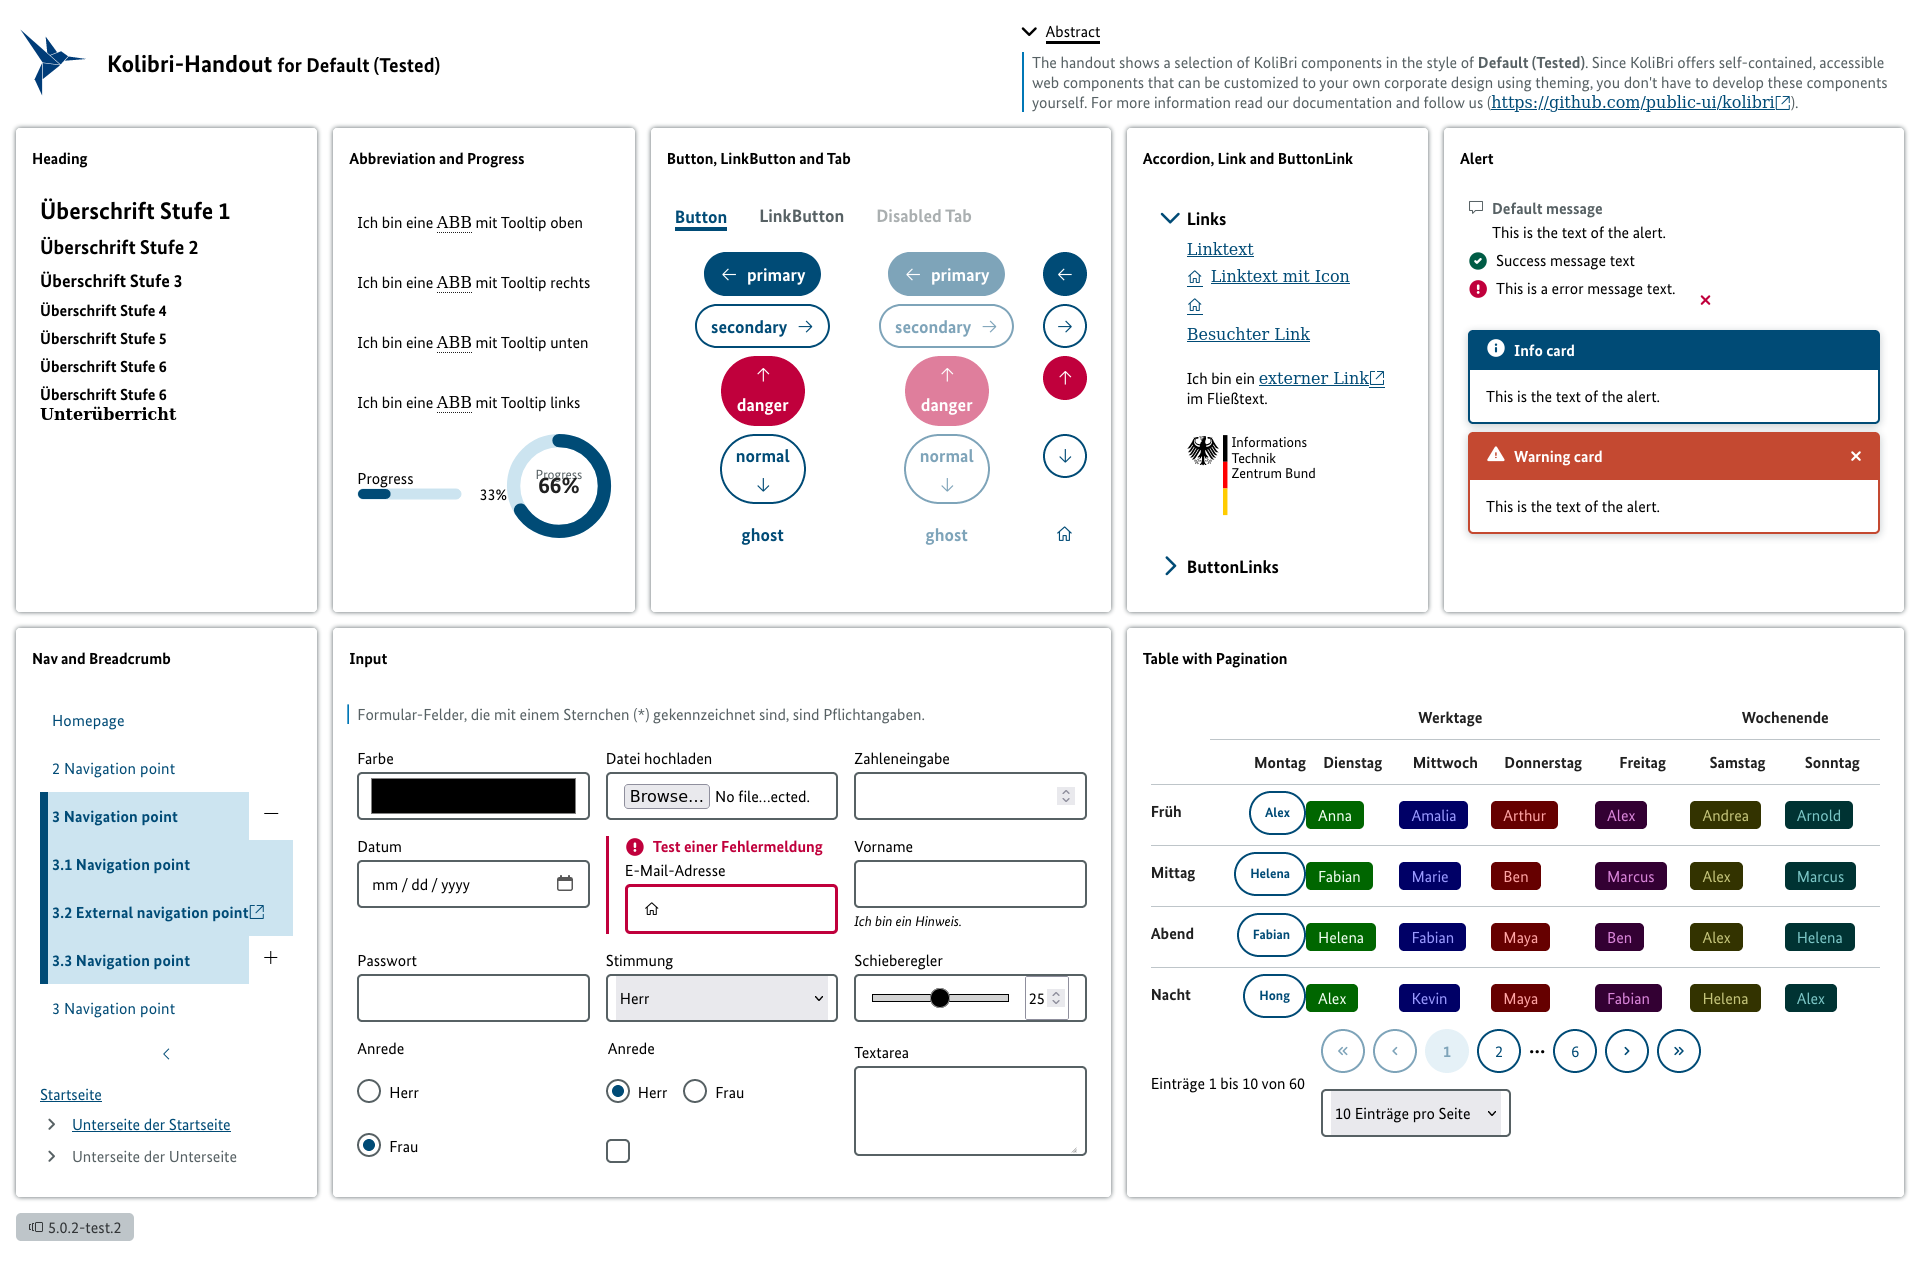 Kolibri-Handout for Default (Tested)
Abstract
The handout shows a selection of KoliBri components in the style of Default (Tested). Since KoliBri offers self-contained, accessible
web components that can be customized to your own corporate design using theming, you don't have to develop these components
yourself. For more information read our documentation and follow us (https://github.com/public-ui/kolibri).
Heading
Überschrift Stufe 1
Überschrift Stufe 2
Überschrift Stufe 3
Überschrift Stufe 4
Überschrift Stufe 5
Überschrift Stufe 6
Überschrift Stufe 6
Unterüberricht
Abbreviation and Progress
Ich bin eine ABB mit Tooltip oben
Ich bin eine ABB mit Tooltip rechts
Ich bin eine ABB mit Tooltip unten
Ich bin eine ABB mit Tooltip links
Progress
33%
Progress
66%
Button, LinkButton and Tab
Button LinkButton Disabled Tab
primary primary
secondary secondary
danger danger
normal normal
ghost ghost
Accordion, Link and ButtonLink
Links
Linktext
Linktext mit Icon
Besuchter Link
Ich bin ein externer Link
im Fließtext.
Informations
Technik
Zentrum Bund
ButtonLinks
Alert
Default message
This is the text of the alert.
Success message text
This is a error message text.
Info card
This is the text of the alert.
Warning card
This is the text of the alert.
Nav and Breadcrumb
Homepage
2 Navigation point
3 Navigation point
3.1 Navigation point
3.2 External navigation point
3.3 Navigation point
3 Navigation point
Startseite
Unterseite der Startseite
Unterseite der Unterseite
Input
Formular-Felder, die mit einem Sternchen (*) gekennzeichnet sind, sind Pflichtangaben.
Farbe
Datei hochladen
Browse... No file...ected.
Zahleneingabe
Datum
mm / dd / yyyy
Test einer Fehlermeldung
E-Mail-Adresse
Vorname
Ich bin ein Hinweis.
Passwort
Stimmung
Herr
Schieberegler
25
Anrede
Herr
Frau
Anrede
Herr Frau
Textarea
Table with Pagination
Werktage Wochenende
Montag Dienstag Mittwoch Donnerstag Freitag Samstag Sonntag
Früh Alex Anna Amalia Arthur Alex Andrea Arnold
Mittag Helena Fabian Marie Ben Marcus Alex Marcus
Abend Fabian Helena Fabian Maya Ben Alex Helena
Nacht Hong Alex Kevin Maya Fabian Helena Alex
« ‹ 1 2 ••• 6 › »
Einträge 1 bis 10 von 60
10 Einträge pro Seite
5.0.2-test.2